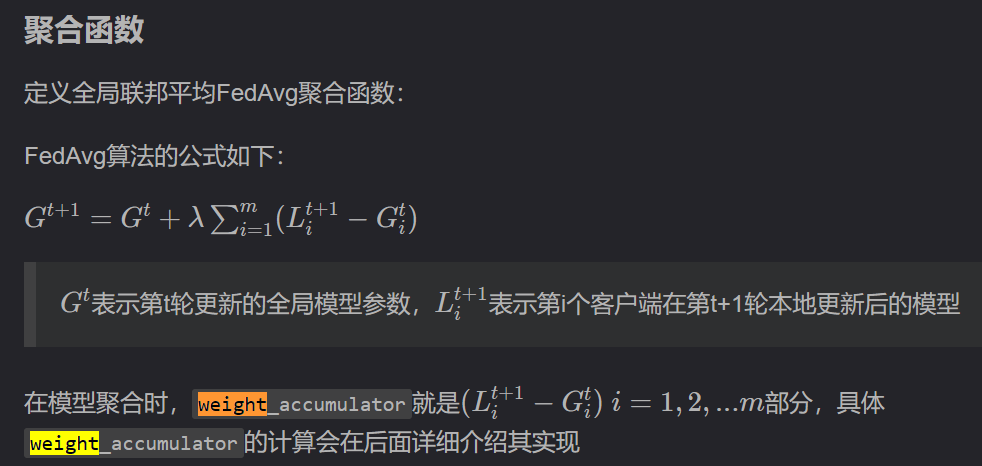 聚合函数
定义全局联邦平均FedAvg聚合函数：
FedAvg算法的公式如下：
$G^{t+1} = G^t + \lambda \sum_{i=1}^{m} (L_i^{t+1} - G_i^t)$
$G^t$表示第t轮更新的全局模型参数，$L_i^{t+1}$表示第i个客户端在第t+1轮本地更新后的模型
在模型聚合时，weight_accumulator就是$(L_i^{t+1} - G_i^t)\ i = 1, 2, ...m$部分，具体
weight_accumulator的计算会在后面详细介绍其实现